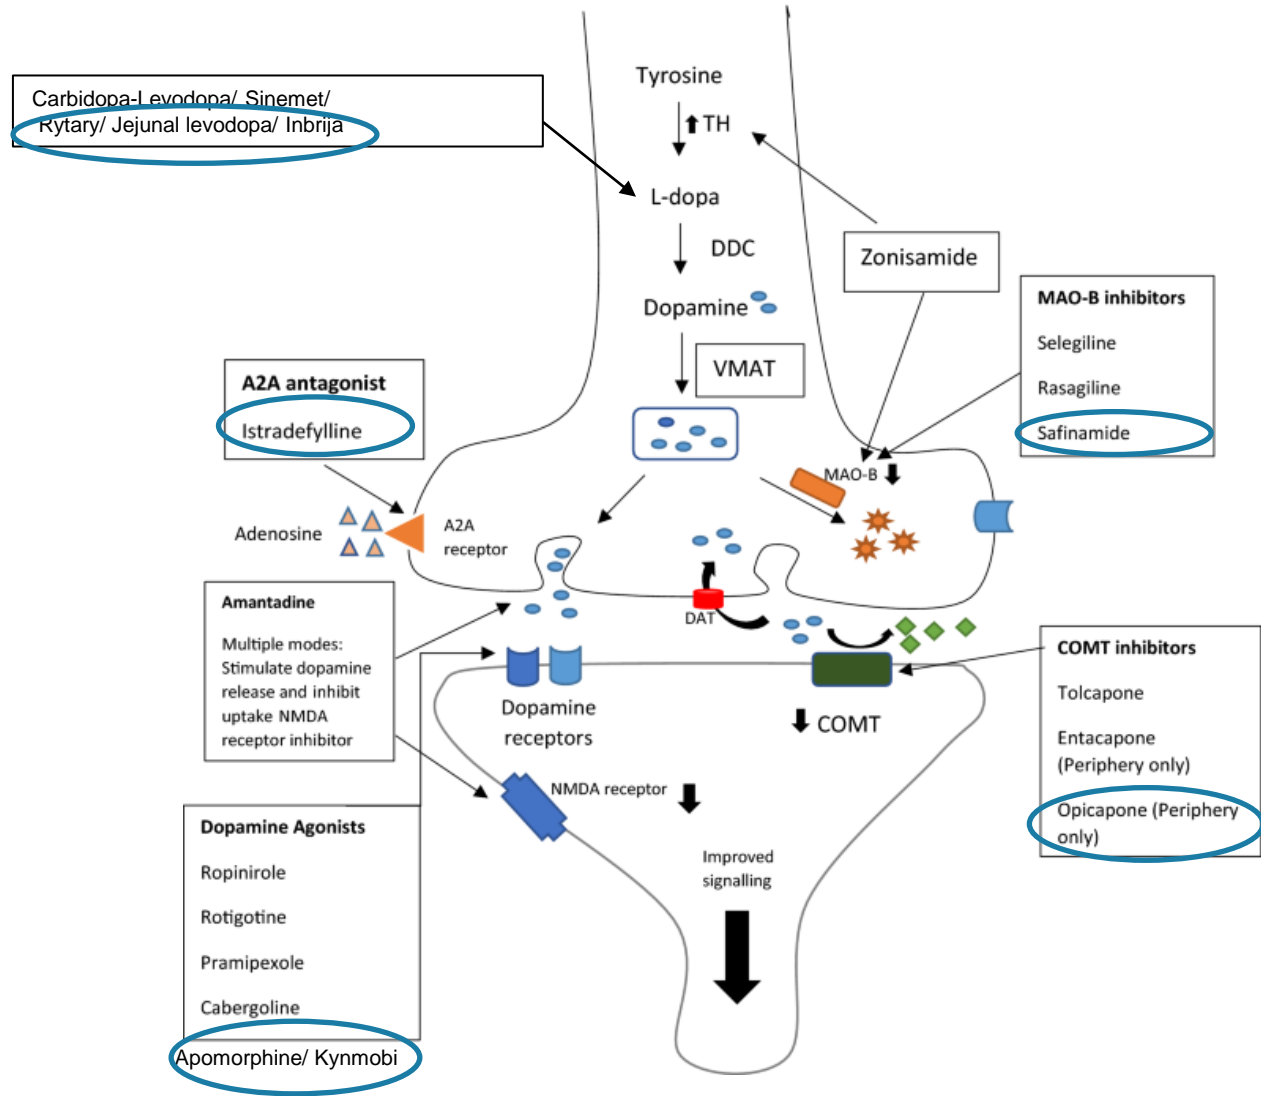 Tyrosine
Carbidopa-Levodopa/ Sinemet/
Rytary/ Jejunal levodopa/ Inbrija
TH
L-dopa
DDC
Zonisamide
Dopamine
VMAT
MAO-B inhibitors
Selegiline
Rasagiline
Safinamide
A2A antagonist
Istradefylline
MAO-B
Adenosine
A2A
receptor
Amantadine
Multiple modes:
Stimulate dopamine
release and inhibit
uptake NMDA
receptor inhibitor
DAT
Dopamine
receptors
COMT
COMT inhibitors
Tolcapone
Entacapone
(Periphery only)
Opicapone (Periphery
only)
NMDA receptor
Dopamine Agonists
Ropinirole
Rotigotine
Pramipexole
Cabergoline
Apomorphine/ Kynmobi
Improved
signalling